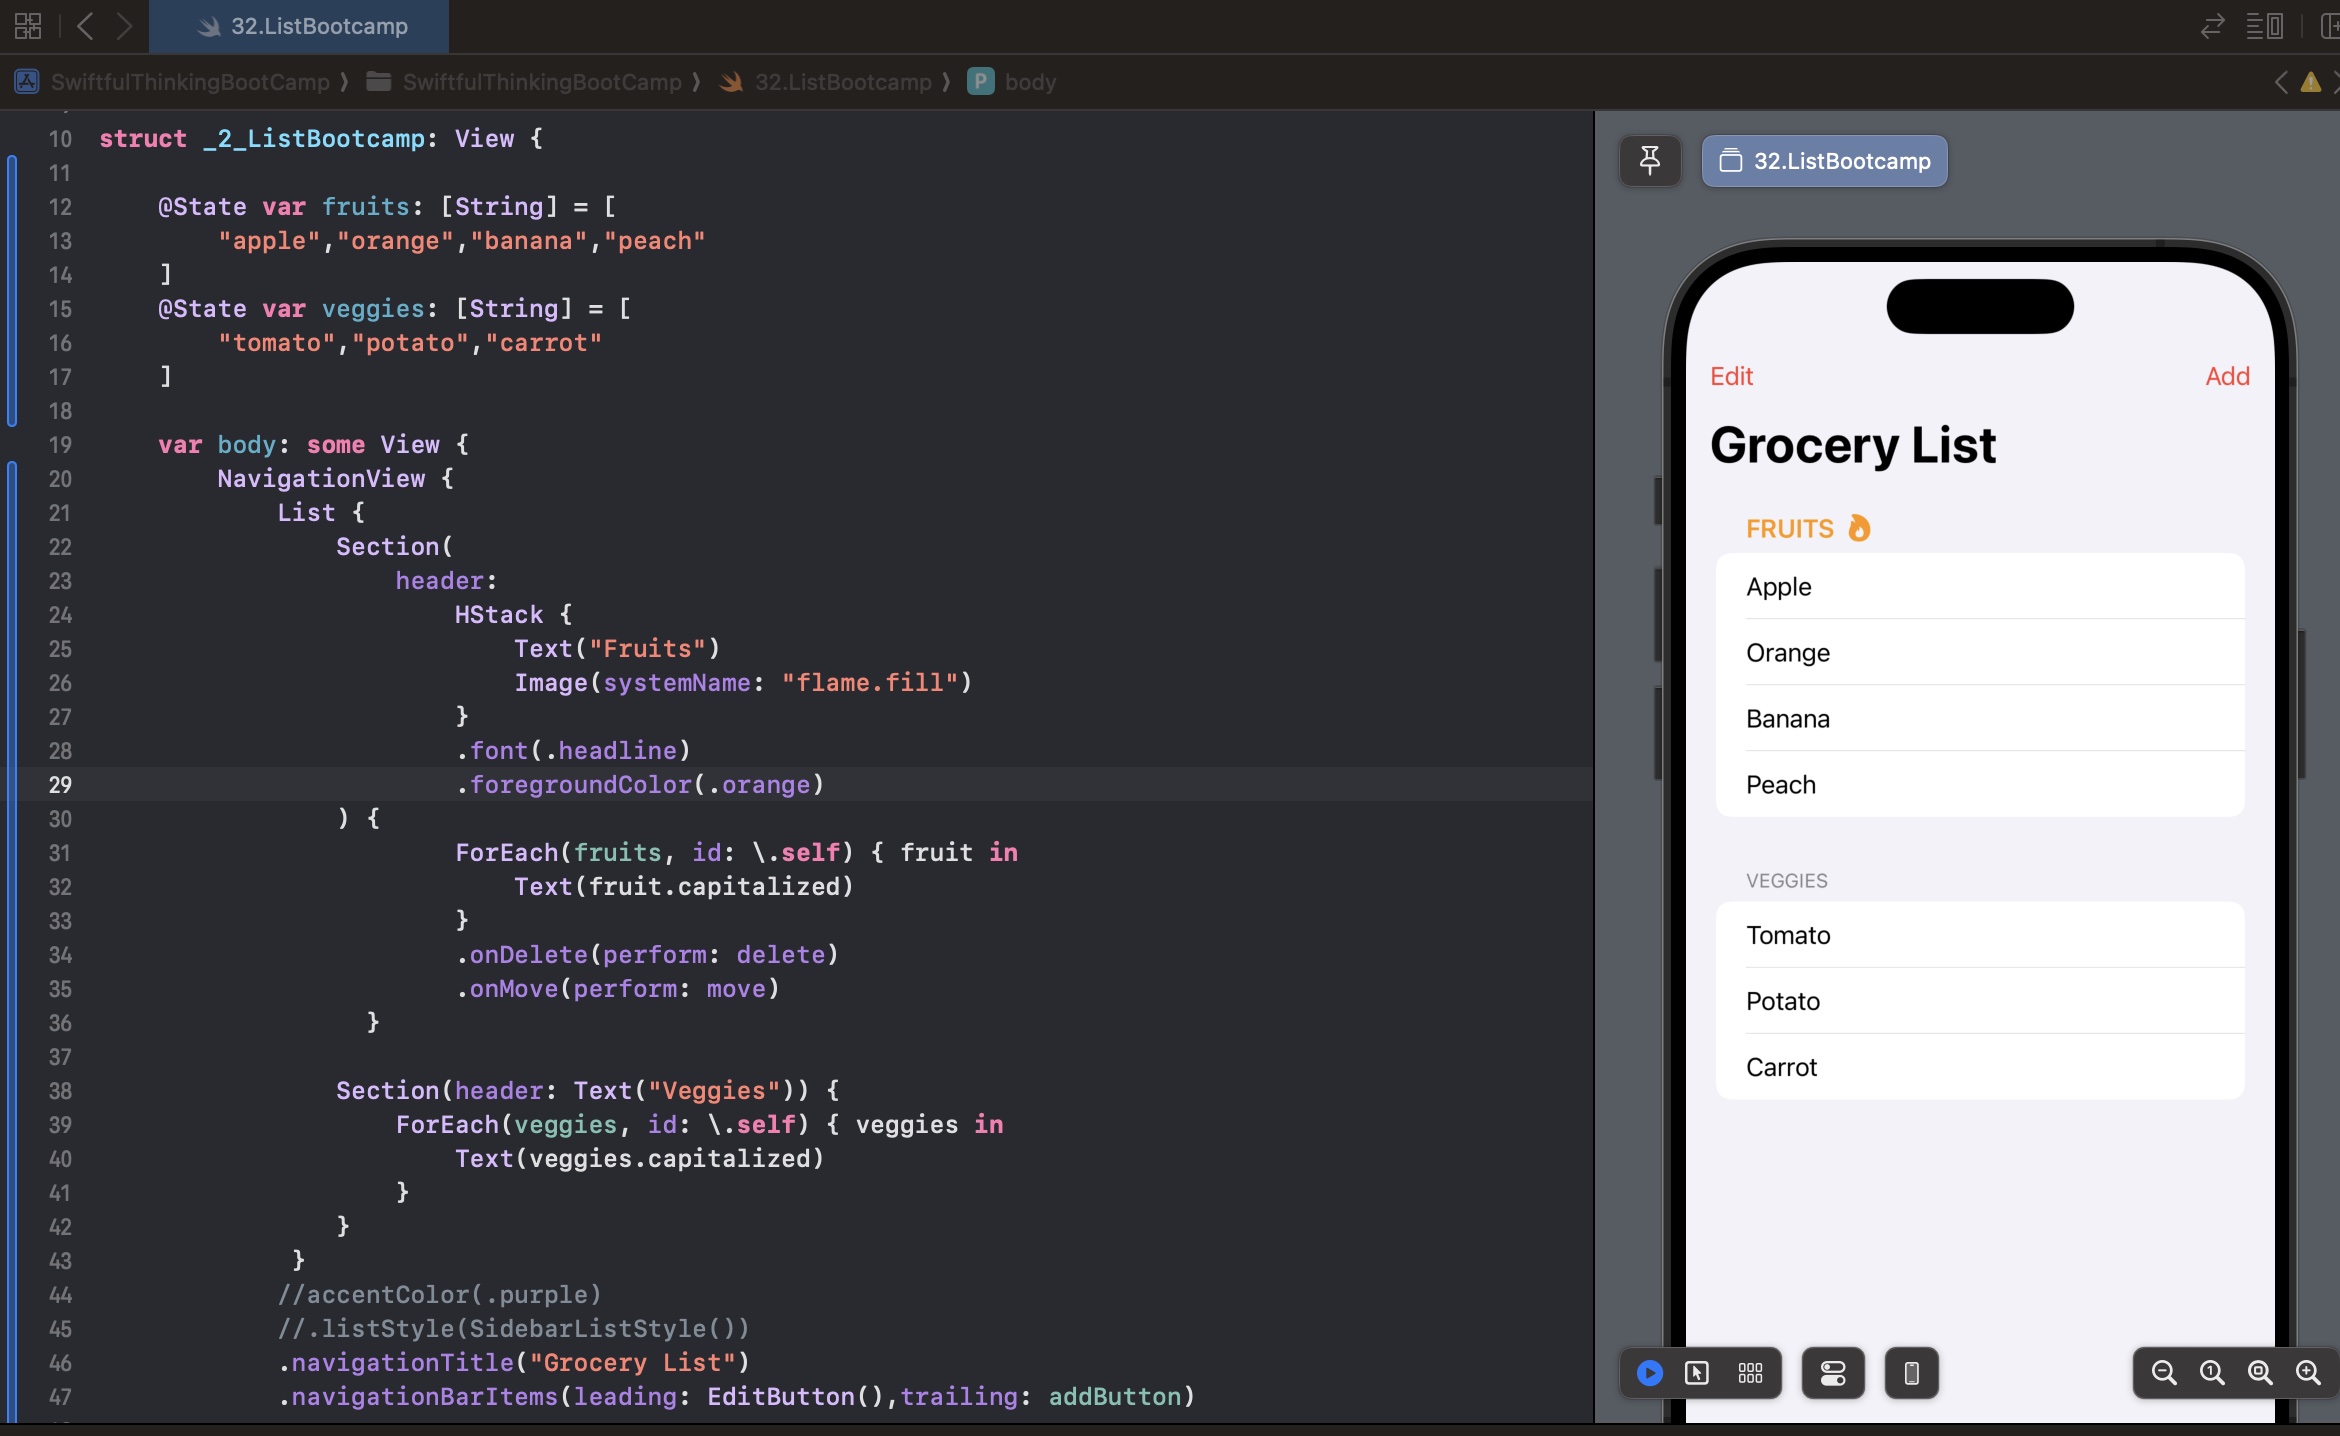 32.ListBootcamp
SwiftfulThinkingBootCamp ❭ SwiftfulThinkingBootCamp ❭ 32.ListBootcamp ❭ P body
10 struct _2_ListBootcamp: View {
11
12 @State var fruits: [String] = [
13 "apple","orange","banana","peach"
14 ]
15 @State var veggies: [String] = [
16 "tomato","potato","carrot"
17 ]
18
19 var body: some View {
20 NavigationView {
21 List {
22 Section(
23 header:
24 HStack {
25 Text("Fruits")
26 Image(systemName: "flame.fill")
27 }
28 .font(.headline)
29 .foregroundColor(.orange)
30 ) {
31 ForEach(fruits, id: \.self) { fruit in
32 Text(fruit.capitalized)
33 }
34 .onDelete(perform: delete)
35 .onMove(perform: move)
36 }
37
38 Section(header: Text("Veggies")) {
39 ForEach(veggies, id: \.self) { veggies in
40 Text(veggies.capitalized)
41 }
42 }
43 }
44 //accentColor(.purple)
45 //.listStyle(SidebarListStyle())
46 .navigationTitle("Grocery List")
47 .navigationBarItems(leading: EditButton(),trailing: addButton)
32.ListBootcamp
Edit Add
Grocery List
FRUITS
Apple
Orange
Banana
Peach
VEGGIES
Tomato
Potato
Carrot